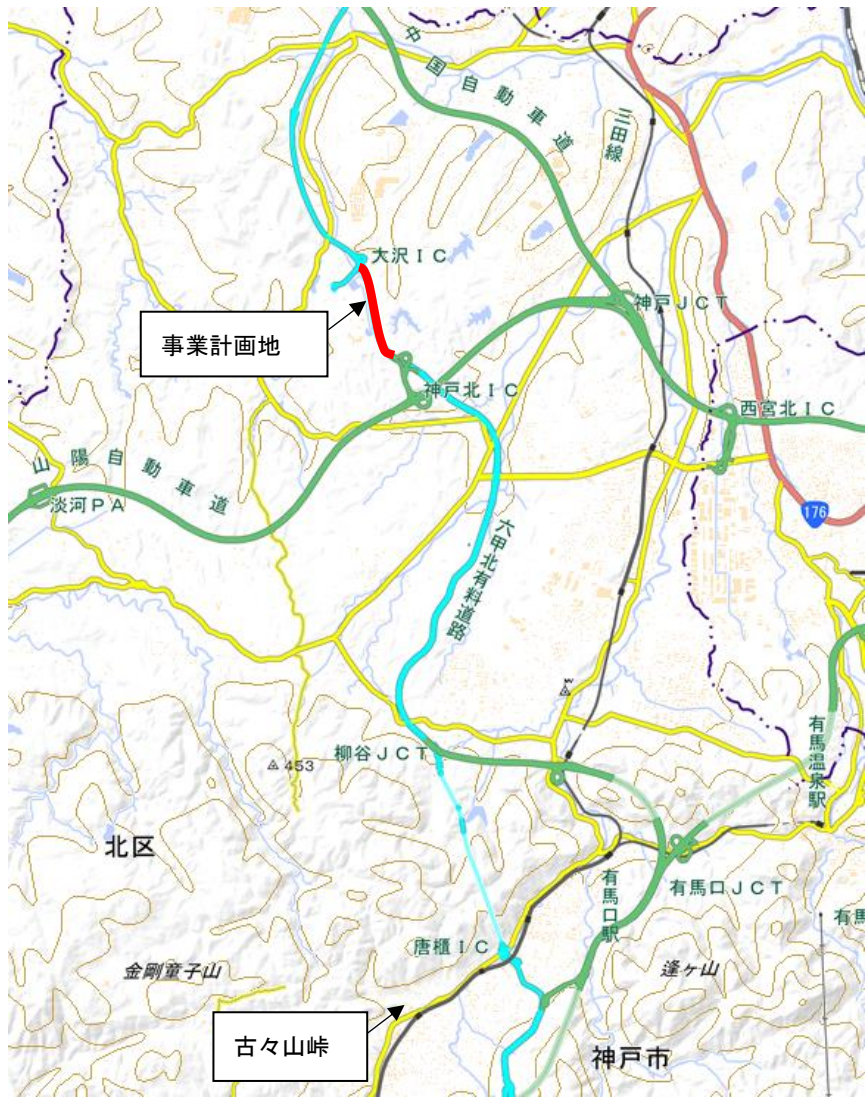 中国自動車道
三田線
大沢IC
神戸JCT
事業計画地
神戸北IC
西宮北IC
山陽自動車道
淡河PA
176
六甲北有料道路
有馬温泉駅
柳谷JCT
453
北区
有馬口駅
有馬口JCT
有馬
唐櫃IC
金剛童子山
逢ヶ山
古々山峠
神戸市